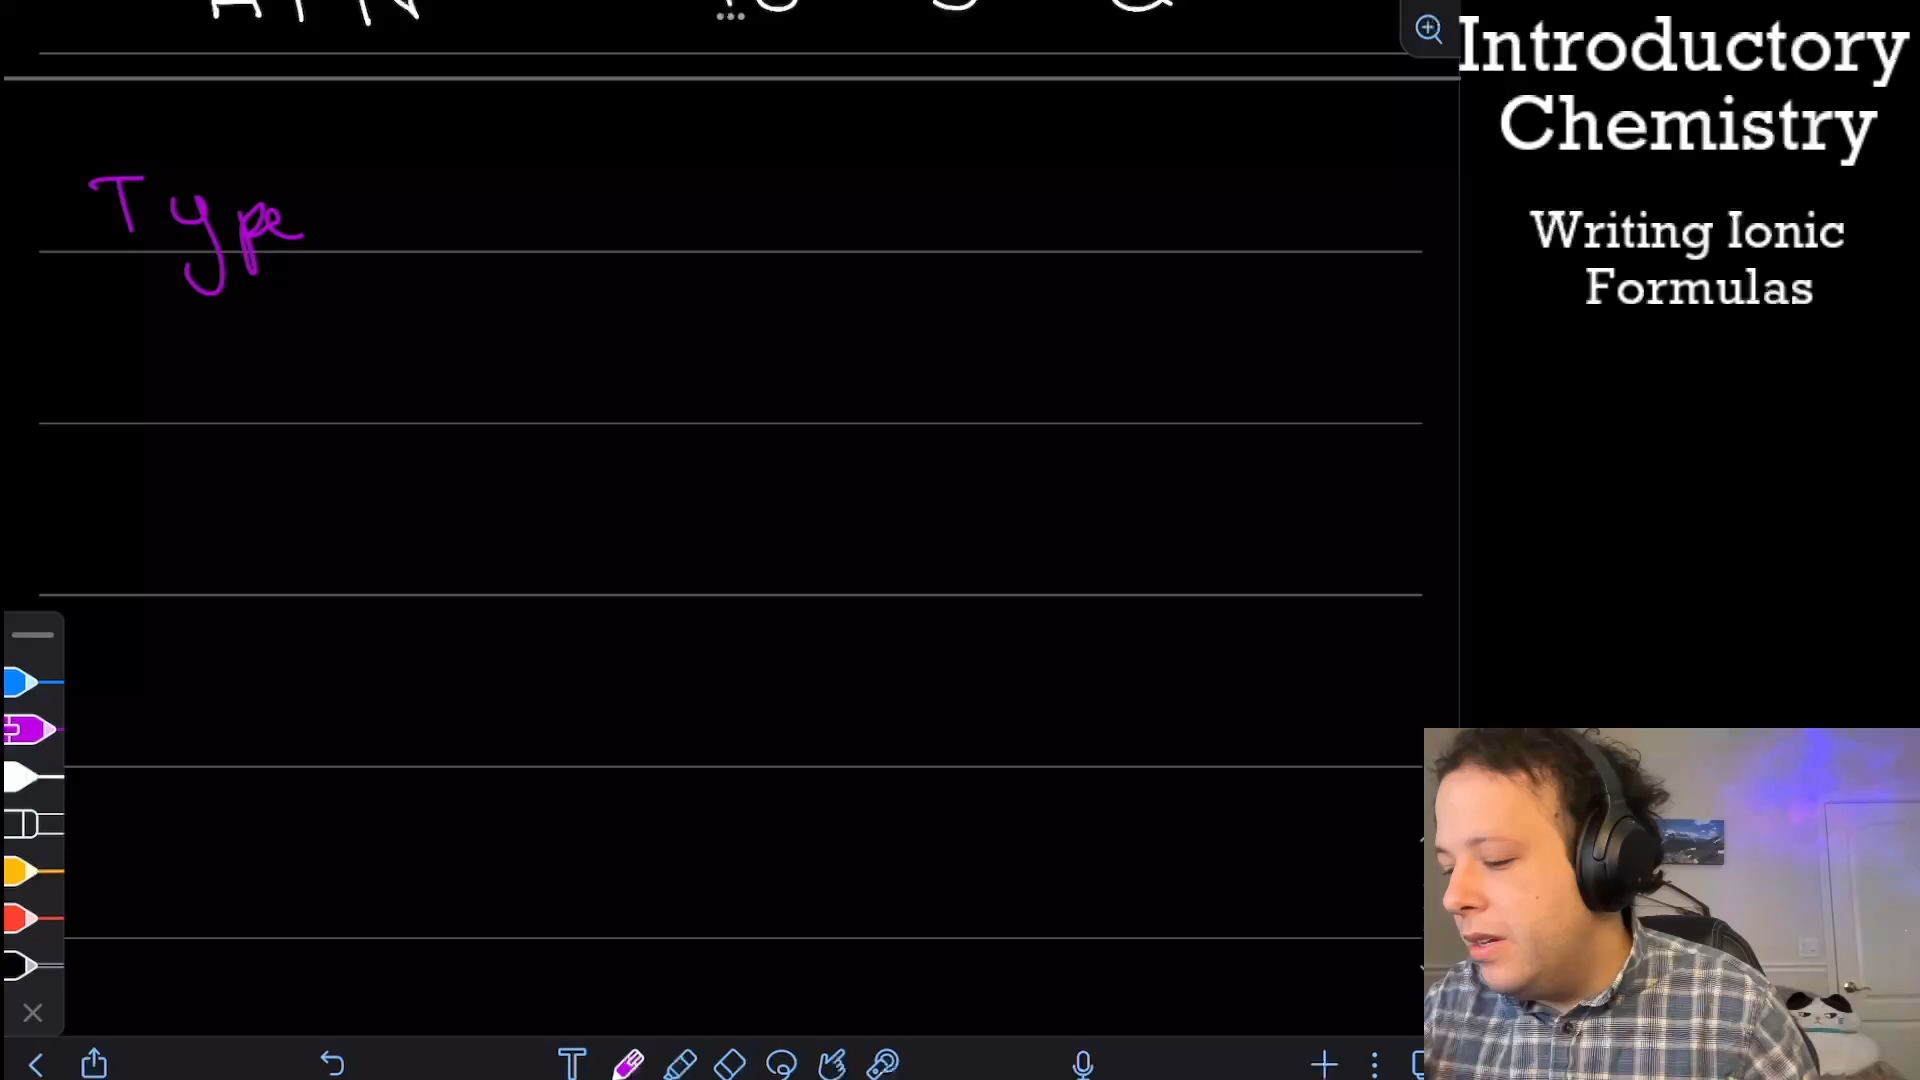 Introductory
Chemistry
Writing Ionic
Formulas
Type